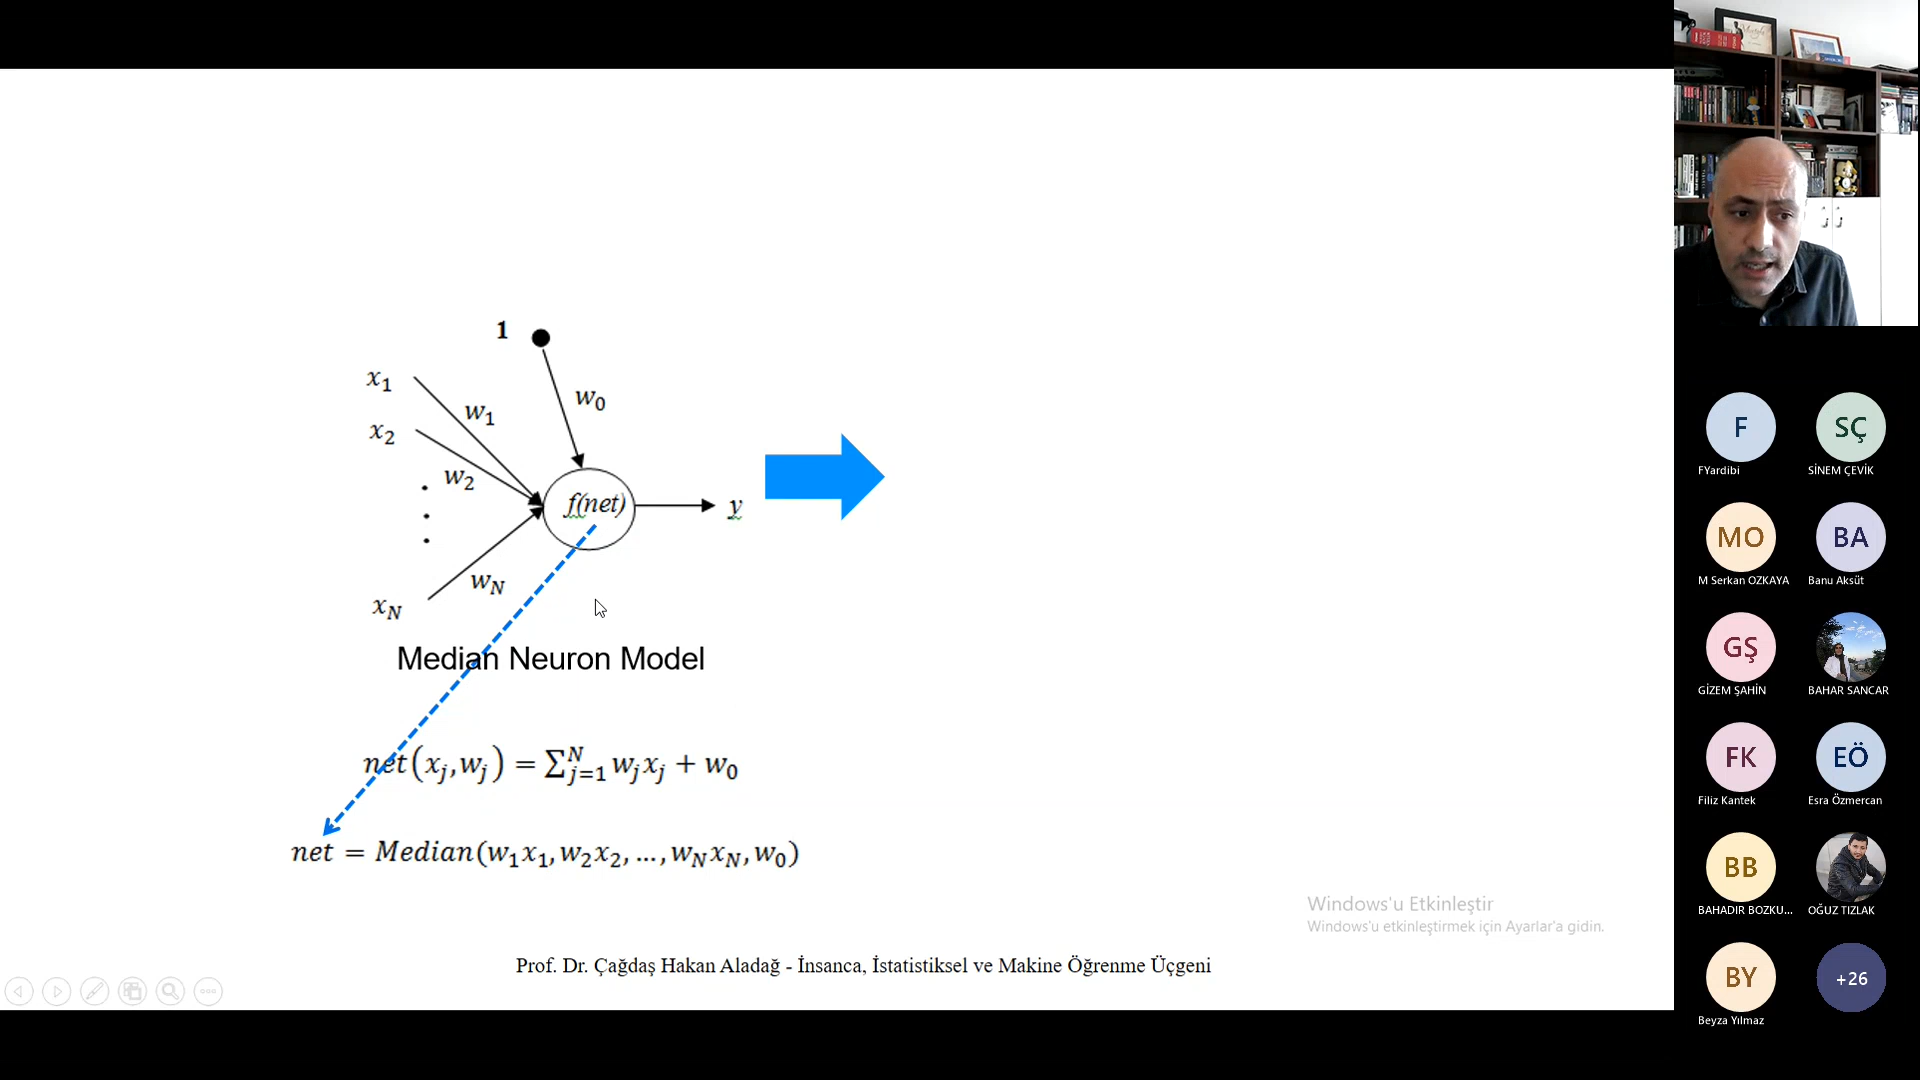 1
x₁
w₀
w₁
x₂
w₂
f(net)
y
w_N
x_N
Median Neuron Model
net(x_j, w_j) = ∑_{j=1}^{N} w_j x_j + w₀
net = Median(w₁x₁, w₂x₂, ..., w_N x_N, w₀)
Windows'u Etkinleştir
Windows'u etkinleştirmek için Ayarlar'a gidin.
Prof. Dr. Çağdaş Hakan Aladağ - İnsanca, İstatistiksel ve Makine Öğrenme Üçgeni
F
SÇ
FYardibi
SİNEM ÇEVİK
MO
BA
M Serkan OZKAYA
Banu Aksüt
GŞ
GİZEM ŞAHİN
BAHAR SANCAR
FK
EÖ
Filiz Kantek
Esra Özmercan
BB
BAHADIR BOZKU...
OĞUZ TIZLAK
BY
+26
Beyza Yılmaz